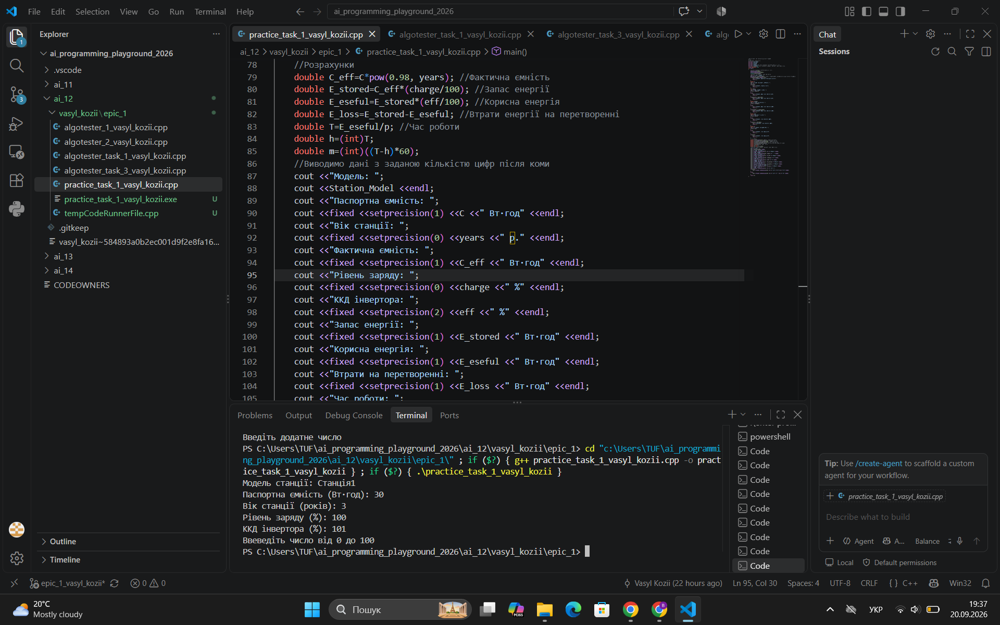 File Edit Selection View Go Run Terminal Help
ai_programming_playground_2026
Explorer
ai_programming_playground_2026
.vscode
ai_11
ai_12
vasyl_kozii\epic_1
algotester_1_vasyl_kozii.cpp
algotester_2_vasyl_kozii.cpp
algotester_task_1_vasyl_kozii.cpp
algotester_task_3_vasyl_kozii.cpp
practice_task_1_vasyl_kozii.cpp
practice_task_1_vasyl_kozii.exe U
tempCodeRunnerFile.cpp U
.gitkeep
vasyl_kozii~584893a0b2ec001d9f2e8fa16...
ai_13
ai_14
CODEOWNERS
Outline
Timeline
1
3
practice_task_1_vasyl_kozii.cpp algotester_task_1_vasyl_kozii.cpp algotester_task_3_vasyl_kozii.cpp alg
ai_12 > vasyl_kozii > epic_1 > practice_task_1_vasyl_kozii.cpp > main()
78 //Розрахунки
79 double C_eff=C*pow(0.98, years); //Фактична ємність
80 double E_stored=C_eff*(charge/100); //Запас енергії
81 double E_eseful=E_stored*(eff/100); //Корисна енергія
82 double E_loss=E_stored-E_eseful; //Втрати енергії на перетворенні
83 double T=E_eseful/p; //Час роботи
84 double h=(int)T;
85 double m=(int)((T-h)*60);
86 //Виводимо дані з заданою кількістю цифр після коми
87 cout <<"Модель: ";
88 cout <<Station_Model <<endl;
89 cout <<"Паспортна ємність: ";
90 cout <<fixed <<setprecision(1) <<C <<" Вт·год" <<endl;
91 cout <<"Вік станції: ";
92 cout <<fixed <<setprecision(0) <<years <<" р." <<endl;
93 cout <<"Фактична ємність: ";
94 cout <<fixed <<setprecision(1) <<C_eff <<" Вт·год" <<endl;
95 cout <<"Рівень заряду: ";
96 cout <<fixed <<setprecision(0) <<charge <<" %" <<endl;
97 cout <<"ККД інвертора: ";
98 cout <<fixed <<setprecision(2) <<eff <<" %" <<endl;
99 cout <<"Запас енергії: ";
100 cout <<fixed <<setprecision(1) <<E_stored <<" Вт·год" <<endl;
101 cout <<"Корисна енергія: ";
102 cout <<fixed <<setprecision(1) <<E_eseful <<" Вт·год" <<endl;
103 cout <<"Втрати на перетворенні: ";
104 cout <<fixed <<setprecision(1) <<E_loss <<" Вт·год" <<endl;
105 cout <<"Час роботи: ";
Problems Output Debug Console Terminal Ports
Введіть додатне число
PS C:\Users\TUF\ai_programming_playground_2026\ai_12\vasyl_kozii\epic_1> cd "c:\Users\TUF\ai_programmi
ng_playground_2026\ai_12\vasyl_kozii\epic_1\" ; if ($?) { g++ practice_task_1_vasyl_kozii.cpp -o pract
ice_task_1_vasyl_kozii } ; if ($?) { .\practice_task_1_vasyl_kozii }
Модель станції: Станція1
Паспортна ємність (Вт·год): 30
Вік станції (років): 3
Рівень заряду (%): 100
ККД інвертора (%): 101
Ввеведіть число від 0 до 100
PS C:\Users\TUF\ai_programming_playground_2026\ai_12\vasyl_kozii\epic_1>
powershell
Code
Code
Code
Code
Code
Code
Code
Code
Code
Chat
Sessions
Tip: Use /create-agent to scaffold a custom
agent for your workflow.
practice_task_1_vasyl_kozii.cpp
Describe what to build
Agent A... Balance
Local Default permissions
epic_1_vasyl_kozii* 0 0 Vasyl Kozii (22 hours ago) Ln 95, Col 30 Spaces: 4 UTF-8 CRLF {} C++ Win32
20°C
Mostly cloudy
Пошук
M365
B
УКР
19:37
20.09.2026